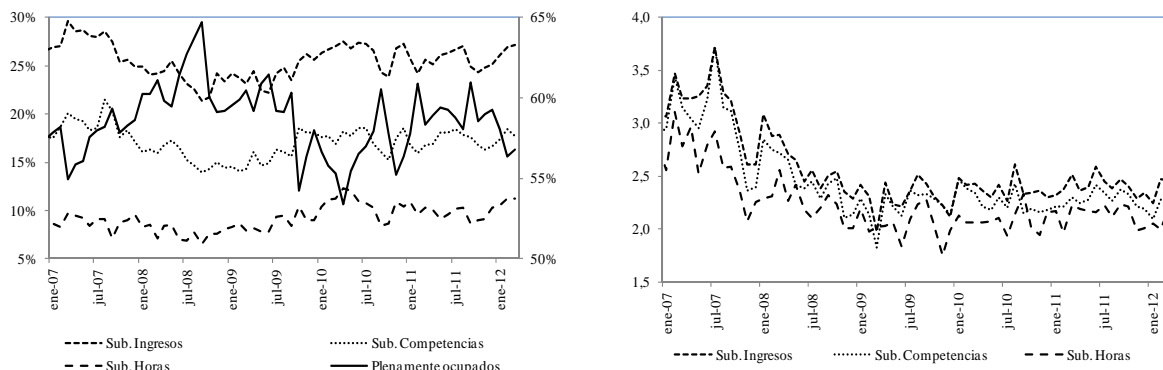 30%
25%
20%
15%
10%
5%
65%
60%
55%
50%
ene-07
jul-07
ene-08
jul-08
ene-09
jul-09
ene-10
jul-10
ene-11
jul-11
ene-12
Sub. Ingresos
Sub. Competencias
Sub. Horas
Plenamente ocupados
4,0
3,5
3,0
2,5
2,0
1,5
ene-07
jul-07
ene-08
jul-08
ene-09
jul-09
ene-10
jul-10
ene-11
jul-11
ene-12
Sub. Ingresos
Sub. Competencias
Sub. Horas